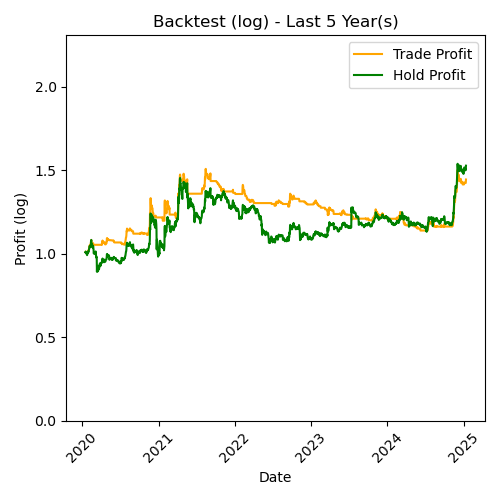 Backtest (log) - Last 5 Year(s)
Trade Profit
Hold Profit
Profit (log)
2.0
1.5
1.0
0.5
0.0
2020
2021
2022
2023
2024
2025
Date